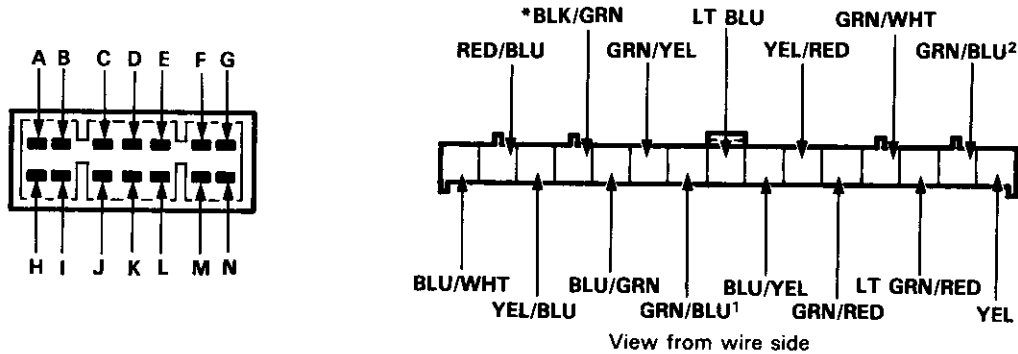 A B C D E F G
H I J K L M N
*BLK/GRN LT BLU GRN/WHT
RED/BLU GRN/YEL YEL/RED GRN/BLU²
BLU/WHT BLU/GRN BLU/YEL LT GRN/RED
YEL/BLU GRN/BLU¹ GRN/RED YEL
View from wire side